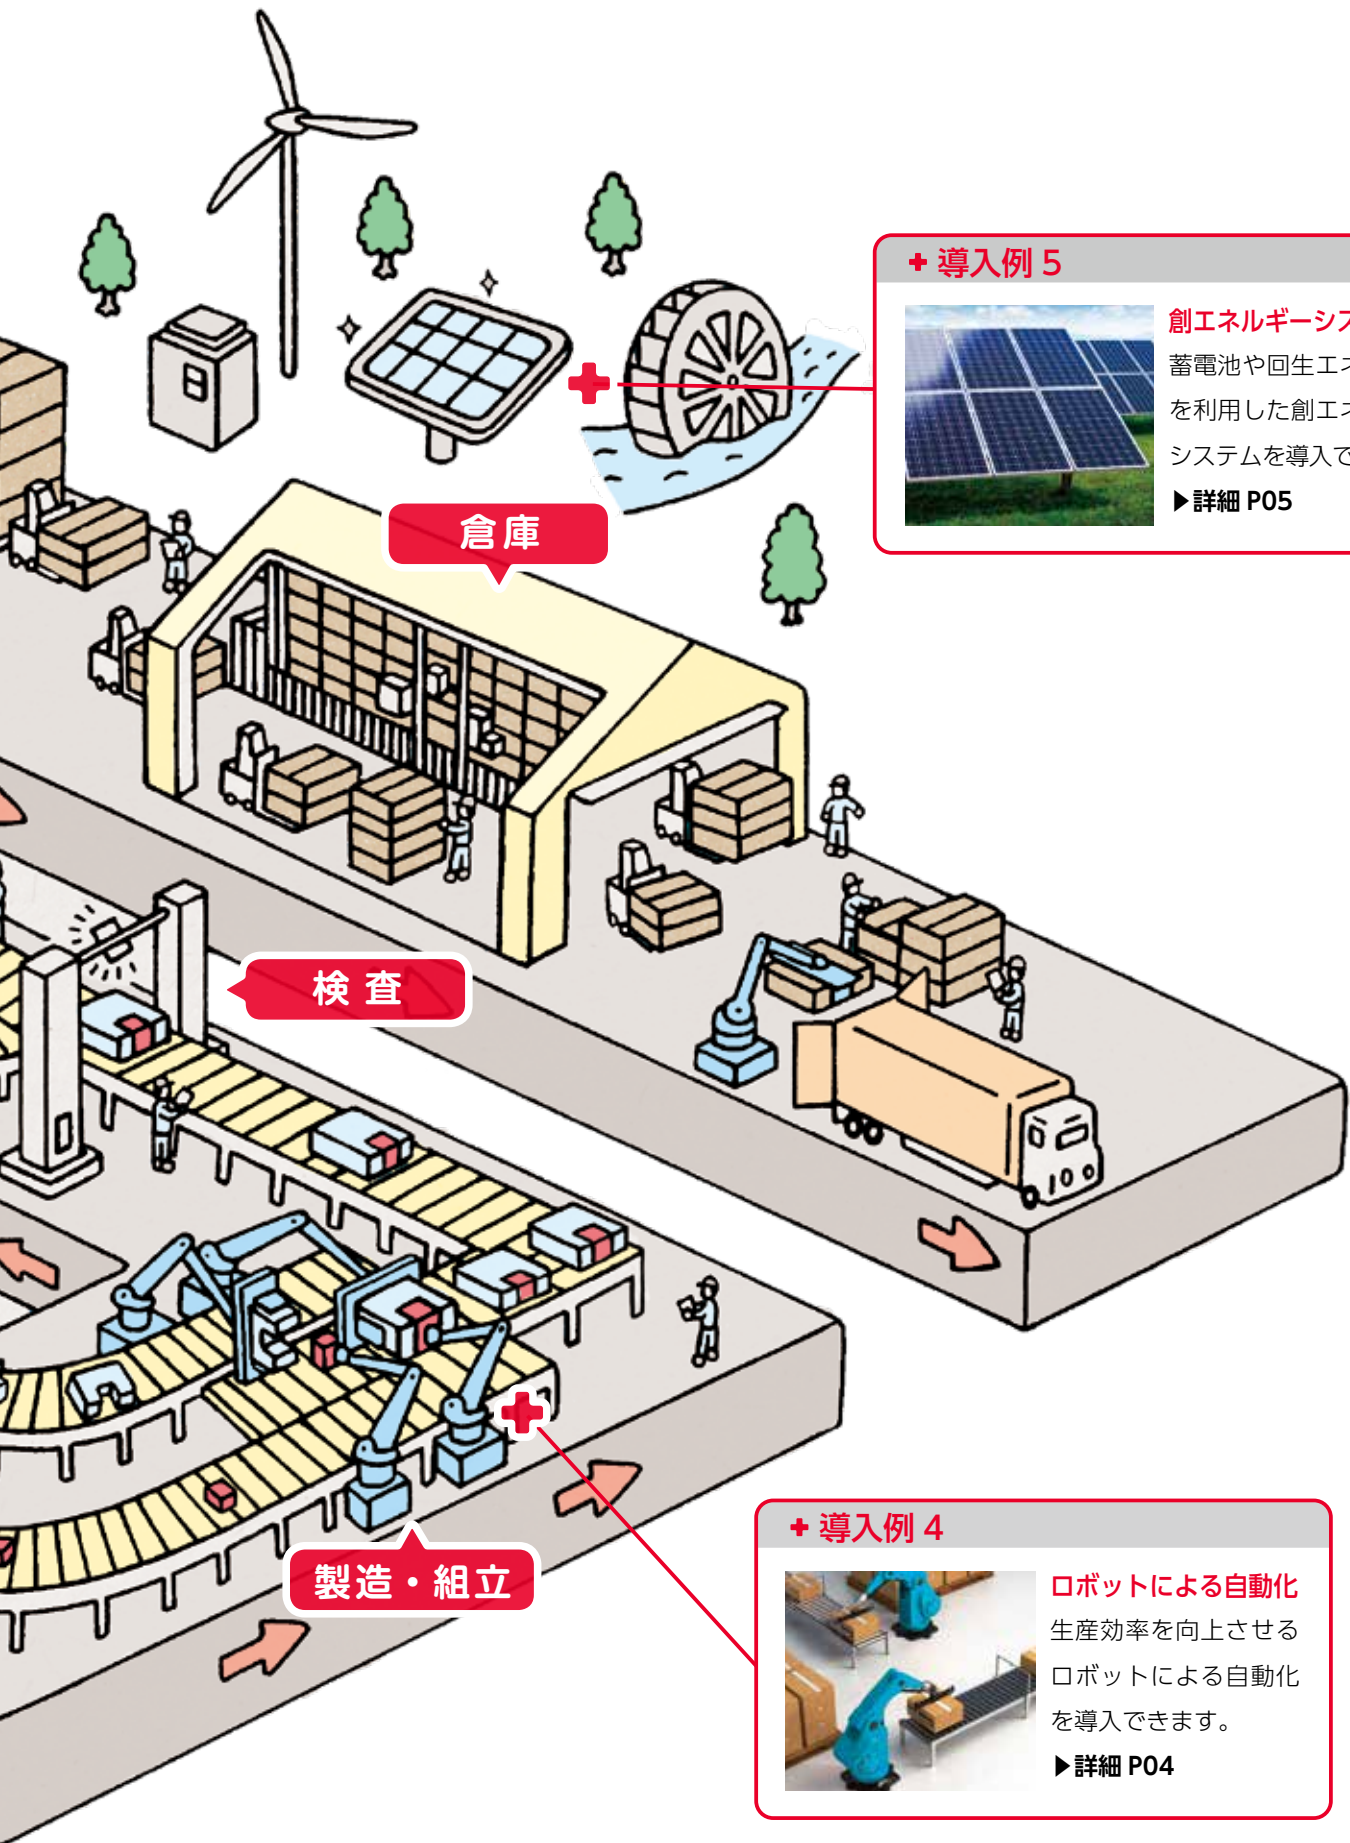 + 導入例 5
創エネルギーシス
蓄電池や回生エネ
を利用した創エネ
システムを導入で
▶詳細 P05
倉庫
検査
製造・組立
+ 導入例 4
ロボットによる自動化
生産効率を向上させる
ロボットによる自動化
を導入できます。
▶詳細 P04